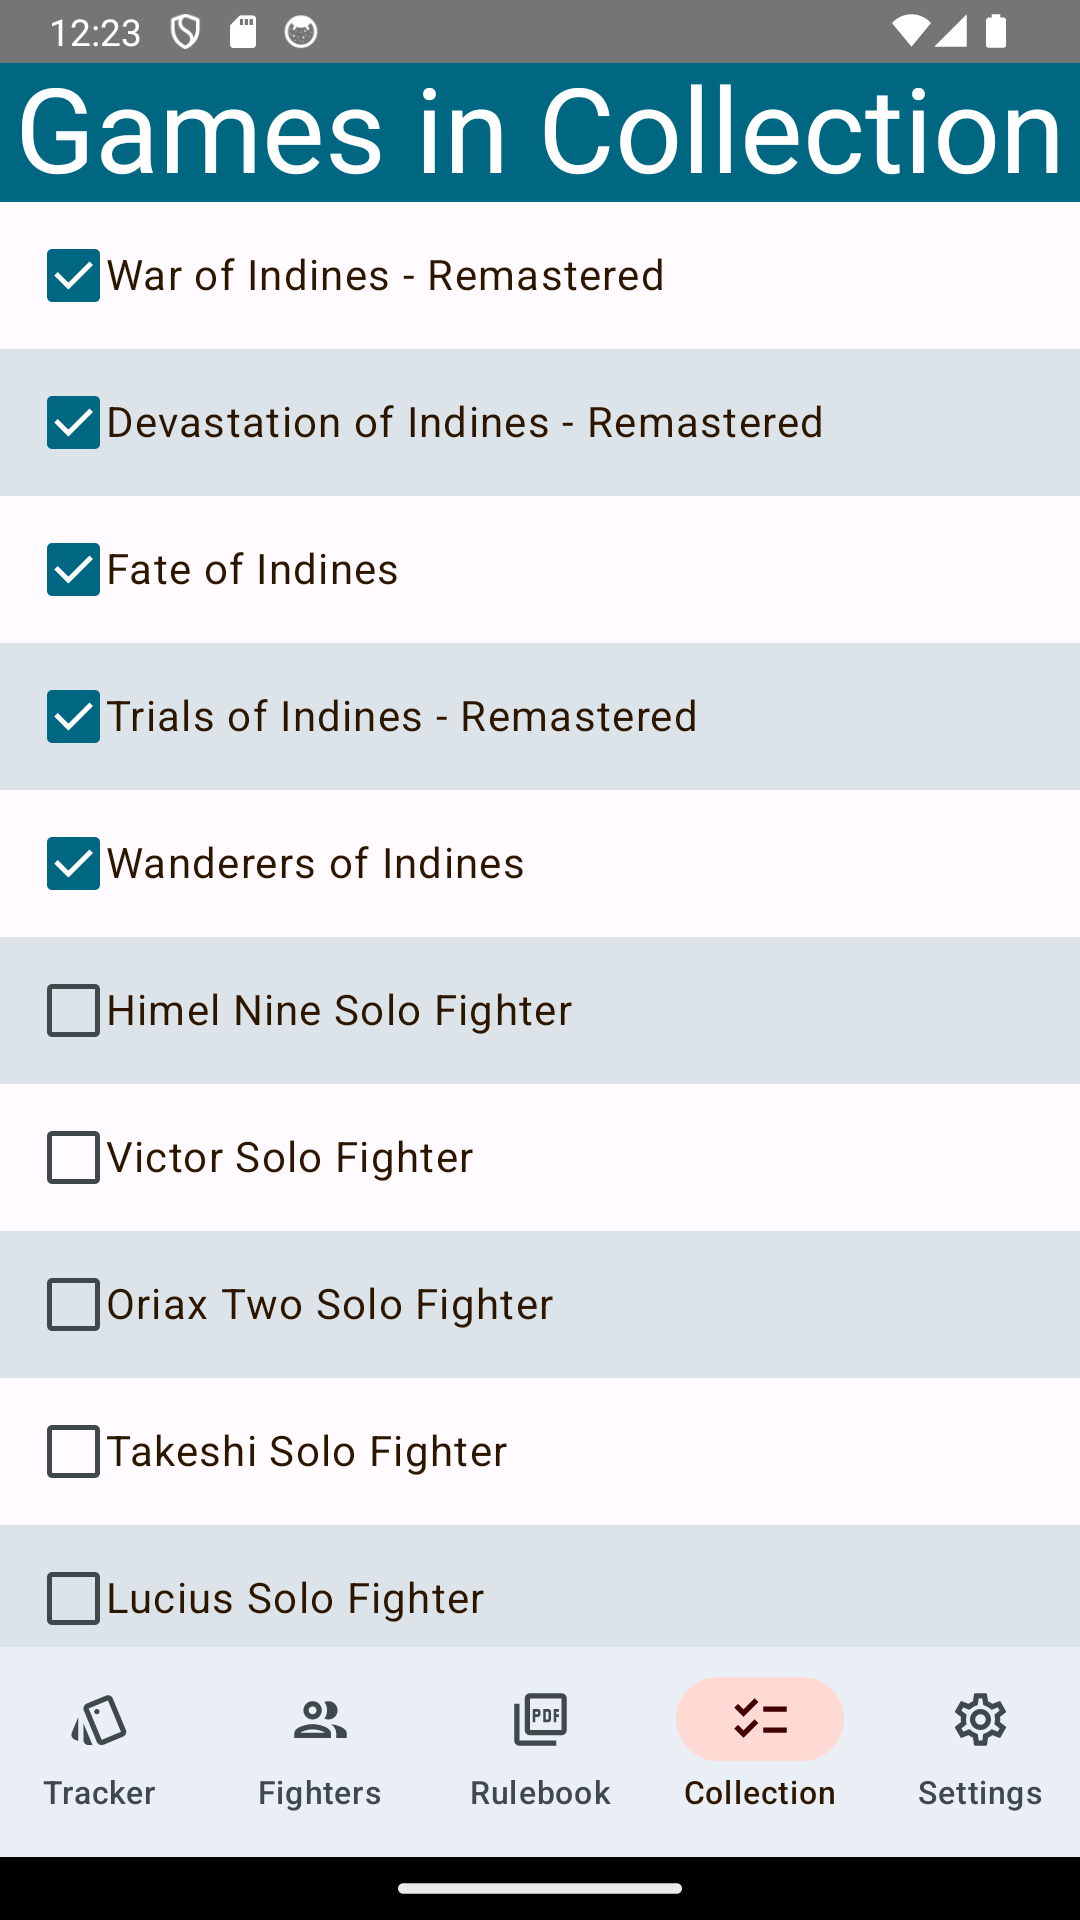 12:23
Games in Collection
War of Indines - Remastered
Devastation of Indines - Remastered
Fate of Indines
Trials of Indines - Remastered
Wanderers of Indines
Himel Nine Solo Fighter
Victor Solo Fighter
Oriax Two Solo Fighter
Takeshi Solo Fighter
Lucius Solo Fighter
PDF
Tracker Fighters Rulebook Collection Settings